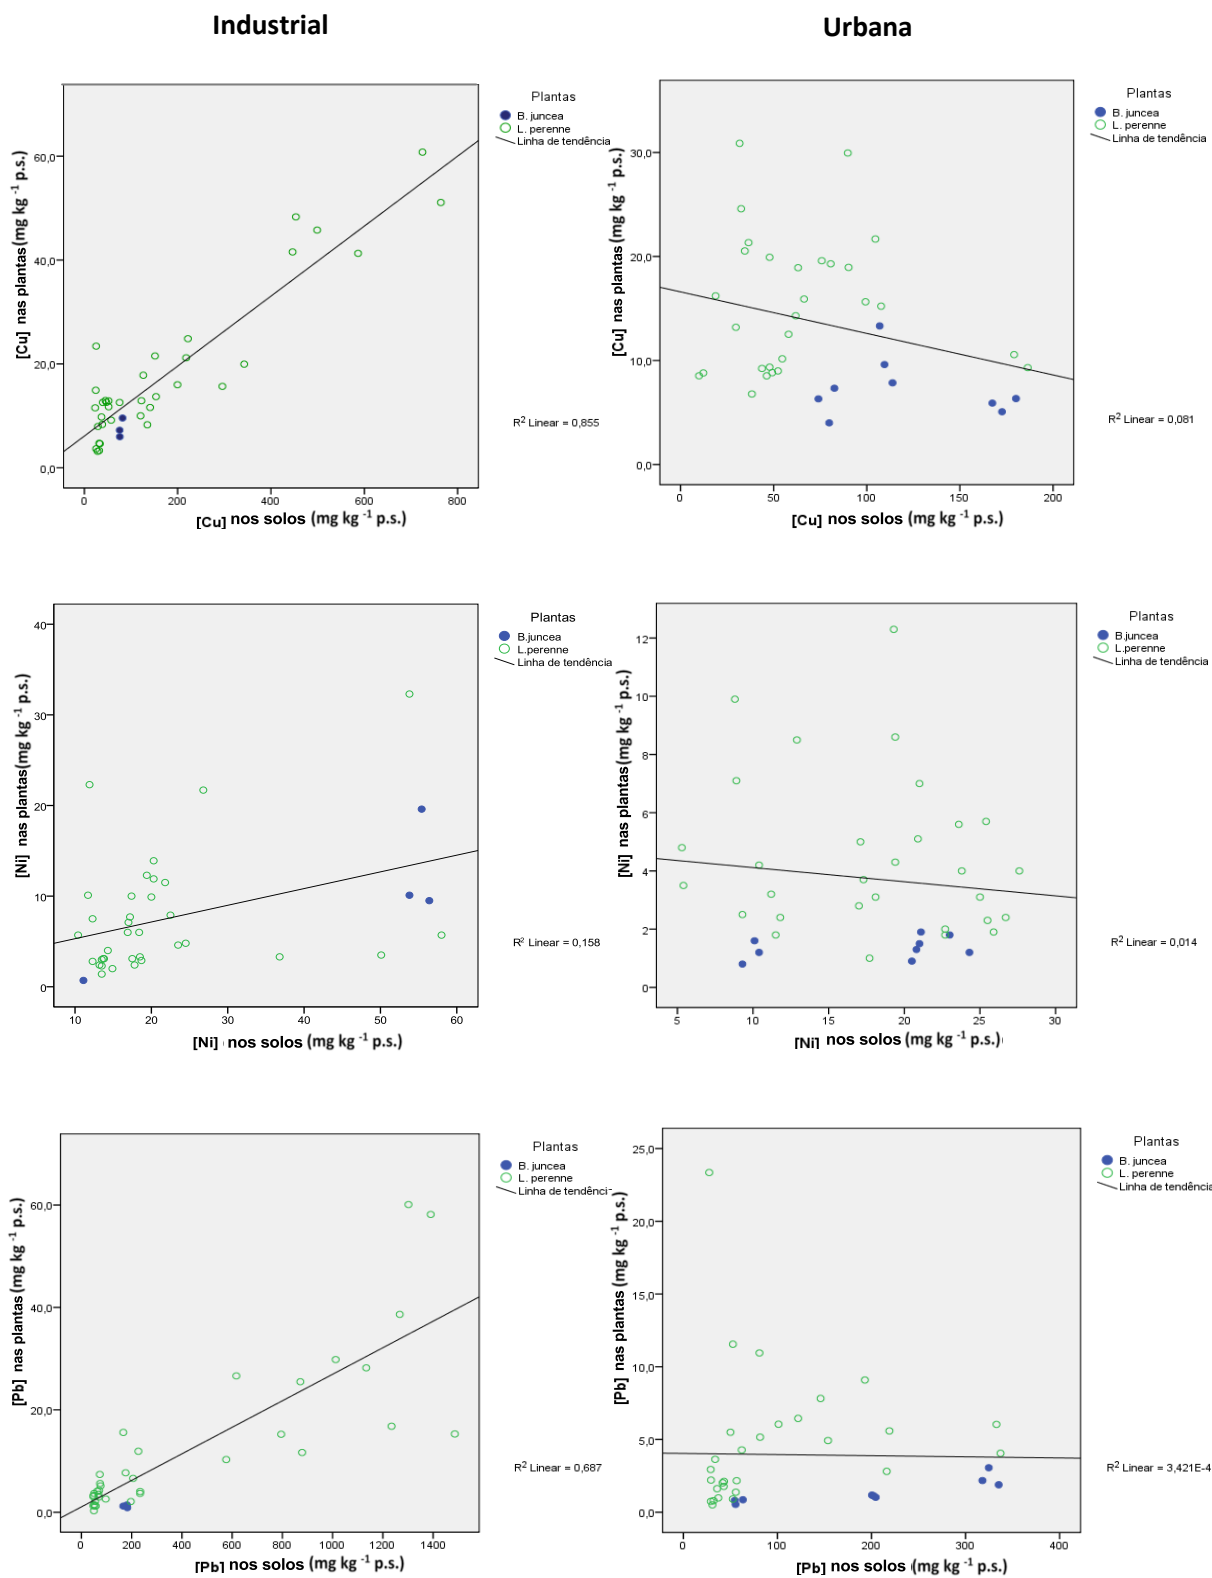 Industrial
Urbana
[Cu] nas plantas(mg kg -1 p.s.)
60,0
40,0
20,0
0,0
0
200
400
600
800
[Cu] nos solos (mg kg -1 p.s.)
Plantas
B. juncea
L. perenne
Linha de tendência
R2 Linear = 0,855
[Cu] nas plantas(mg kg -1 p.s.)
30,0
20,0
10,0
0,0
0
50
100
150
200
[Cu] nos solos (mg kg -1 p.s.)
Plantas
B. juncea
L. perenne
Linha de tendência
R2 Linear = 0,081
[Ni] nas plantas(mg kg -1 p.s.)
40
30
20
10
0
10
20
30
40
50
60
[Ni] nos solos (mg kg -1 p.s.)
Plantas
B.juncea
L.perenne
Linha de tendência
R2 Linear = 0,158
[Ni] nas plantas(mg kg -1 p.s.)
12
10
8
6
4
2
0
5
10
15
20
25
30
[Ni] nos solos (mg kg -1 p.s.)
Plantas
B.juncea
L.perenne
Linha de tendência
R2 Linear = 0,014
[Pb] nas plantas(mg kg -1 p.s.)
60,0
40,0
20,0
0,0
0
200
400
600
800
1000
1200
1400
[Pb] nos solos (mg kg -1 p.s.)
Plantas
B. juncea
L. perenne
Linha de tendênci
R2 Linear = 0,687
[Pb] nas plantas(mg kg -1 p.s.)
25,0
20,0
15,0
10,0
5,0
0,0
0
100
200
300
400
[Pb] nos solos (mg kg -1 p.s.)
Plantas
B. juncea
L. perenne
Linha de tendência
R2 Linear = 3,421E-4